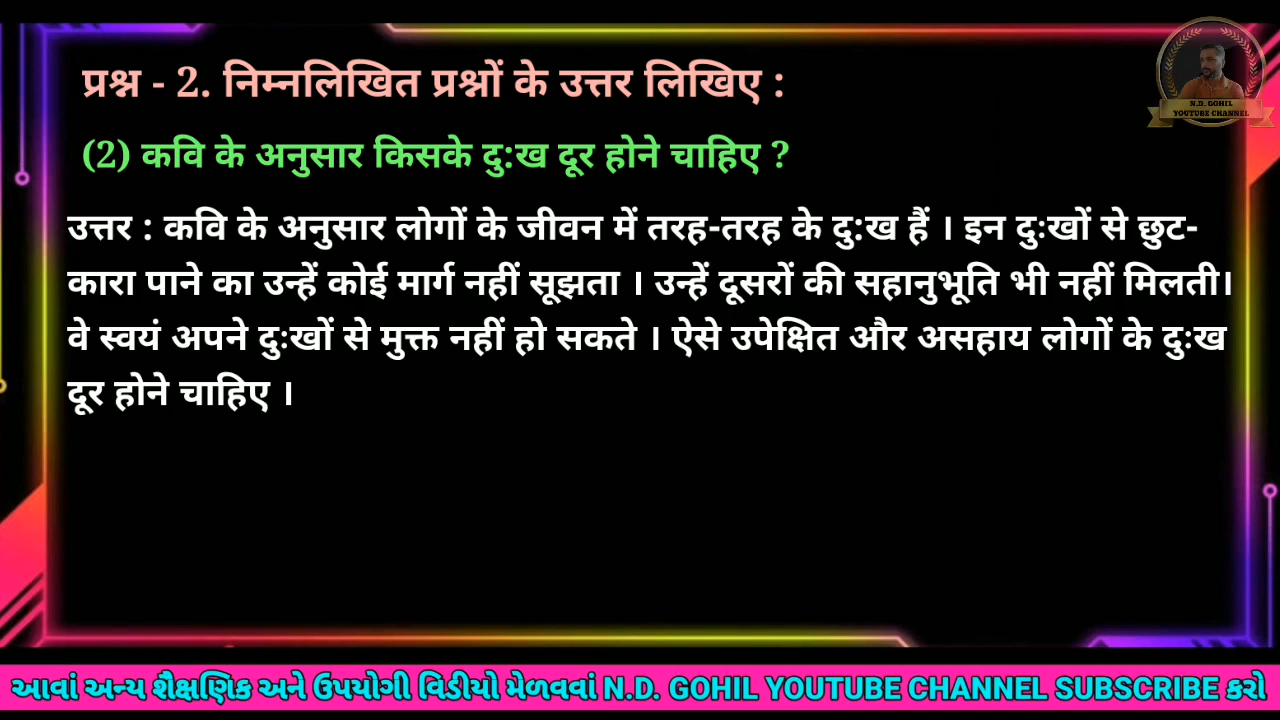 N.D. GOHIL
YOUTUBE CHANNEL
प्रश्न - 2. निम्नलिखित प्रश्नों के उत्तर लिखिए :
(2) कवि के अनुसार किसके दु:ख दूर होने चाहिए ?
उत्तर : कवि के अनुसार लोगों के जीवन में तरह-तरह के दु:ख हैं । इन दुःखों से छुट-
कारा पाने का उन्हें कोई मार्ग नहीं सूझता । उन्हें दूसरों की सहानुभूति भी नहीं मिलती।
वे स्वयं अपने दुःखों से मुक्त नहीं हो सकते । ऐसे उपेक्षित और असहाय लोगों के दुःख
दूर होने चाहिए ।
આવાં અન્ય શૈક્ષણિક અને ઉપયોગી વિડીયો મેળવવાં N.D. GOHIL YOUTUBE CHANNEL SUBSCRIBE કરો